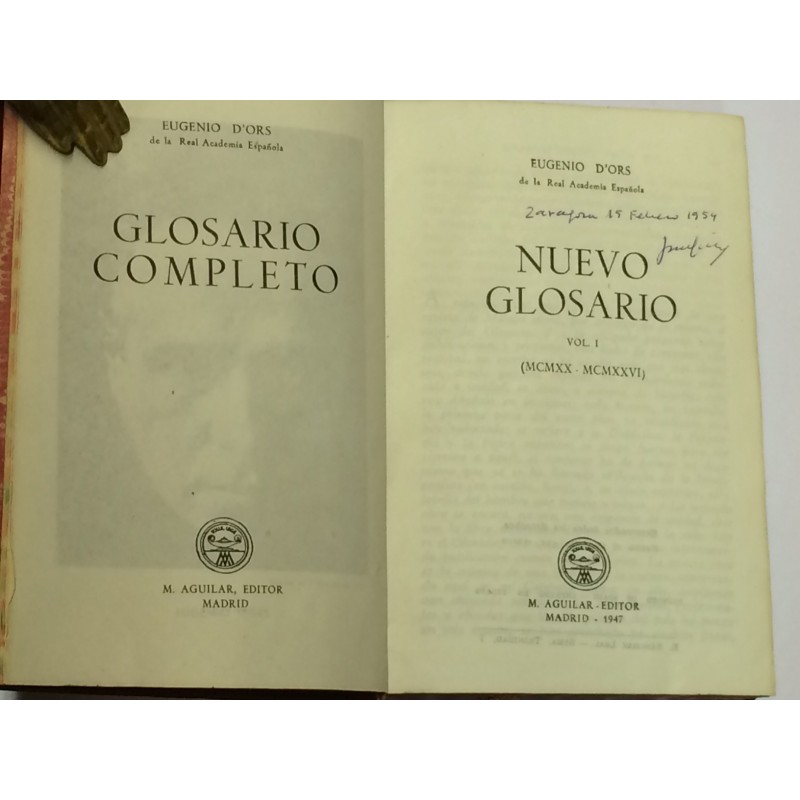 EUGENIO D'ORS
de la Real Academia Española
GLOSARIO
COMPLETO
M. AGUILAR, EDITOR
MADRID
EUGENIO D'ORS
de la Real Academia Española
Zaragoza 15 Febrero 1954
NUEVO
GLOSARIO
VOL. I
(MCMXX - MCMXXVI)
M. AGUILAR - EDITOR
MADRID - 1947